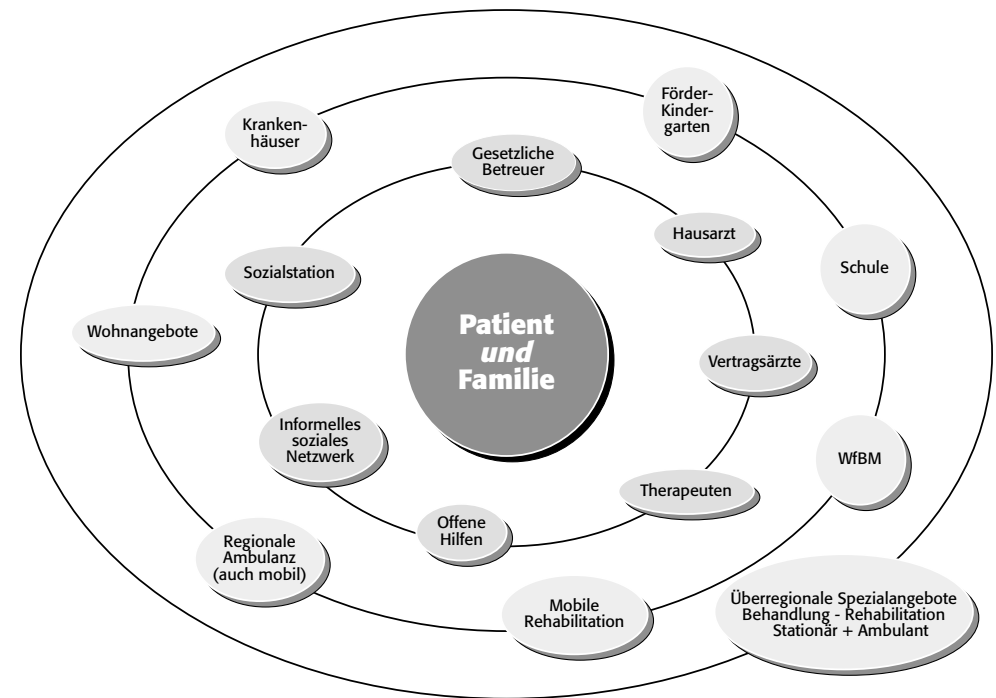 Förder-
Kinder-
garten
Kranken-
häuser
Gesetzliche
Betreuer
Hausarzt
Schule
Sozialstation
Wohnangebote
Patient
und
Familie
Vertragsärzte
Informelles
soziales
Netzwerk
WfBM
Therapeuten
Offene
Hilfen
Regionale
Ambulanz
(auch mobil)
Mobile
Rehabilitation
Überregionale Spezialangebote
Behandlung - Rehabilitation
Stationär + Ambulant